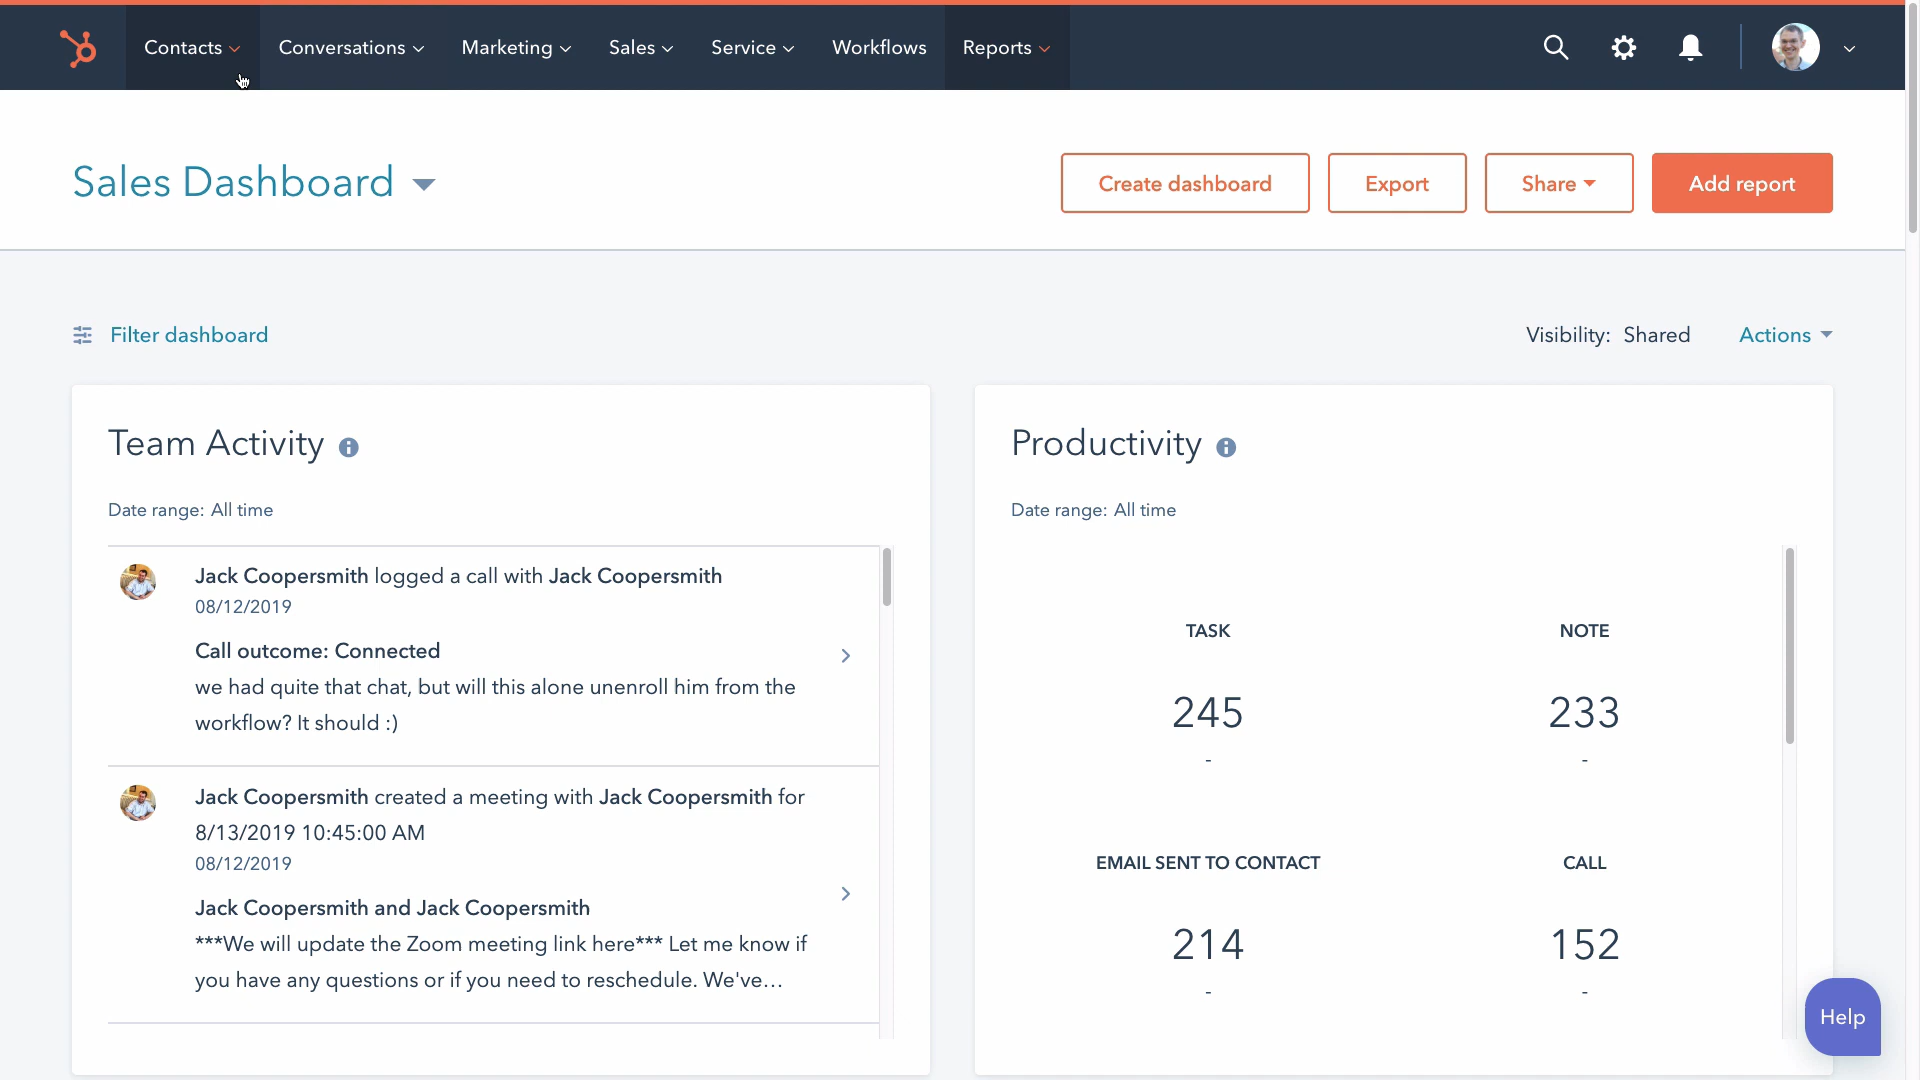 Contacts
Conversations
Marketing
Sales
Service
Workflows
Reports
Sales Dashboard
Create dashboard
Export
Share
Add report
Filter dashboard
Visibility: Shared
Actions
Team Activity
Date range: All time
Jack Coopersmith logged a call with Jack Coopersmith
08/12/2019
Call outcome: Connected
we had quite that chat, but will this alone unenroll him from the
workflow? It should :)
Jack Coopersmith created a meeting with Jack Coopersmith for
8/13/2019 10:45:00 AM
08/12/2019
Jack Coopersmith and Jack Coopersmith
***We will update the Zoom meeting link here*** Let me know if
you have any questions or if you need to reschedule. We've...
Productivity
Date range: All time
TASK
NOTE
245
233
-
-
EMAIL SENT TO CONTACT
CALL
214
152
-
-
Help